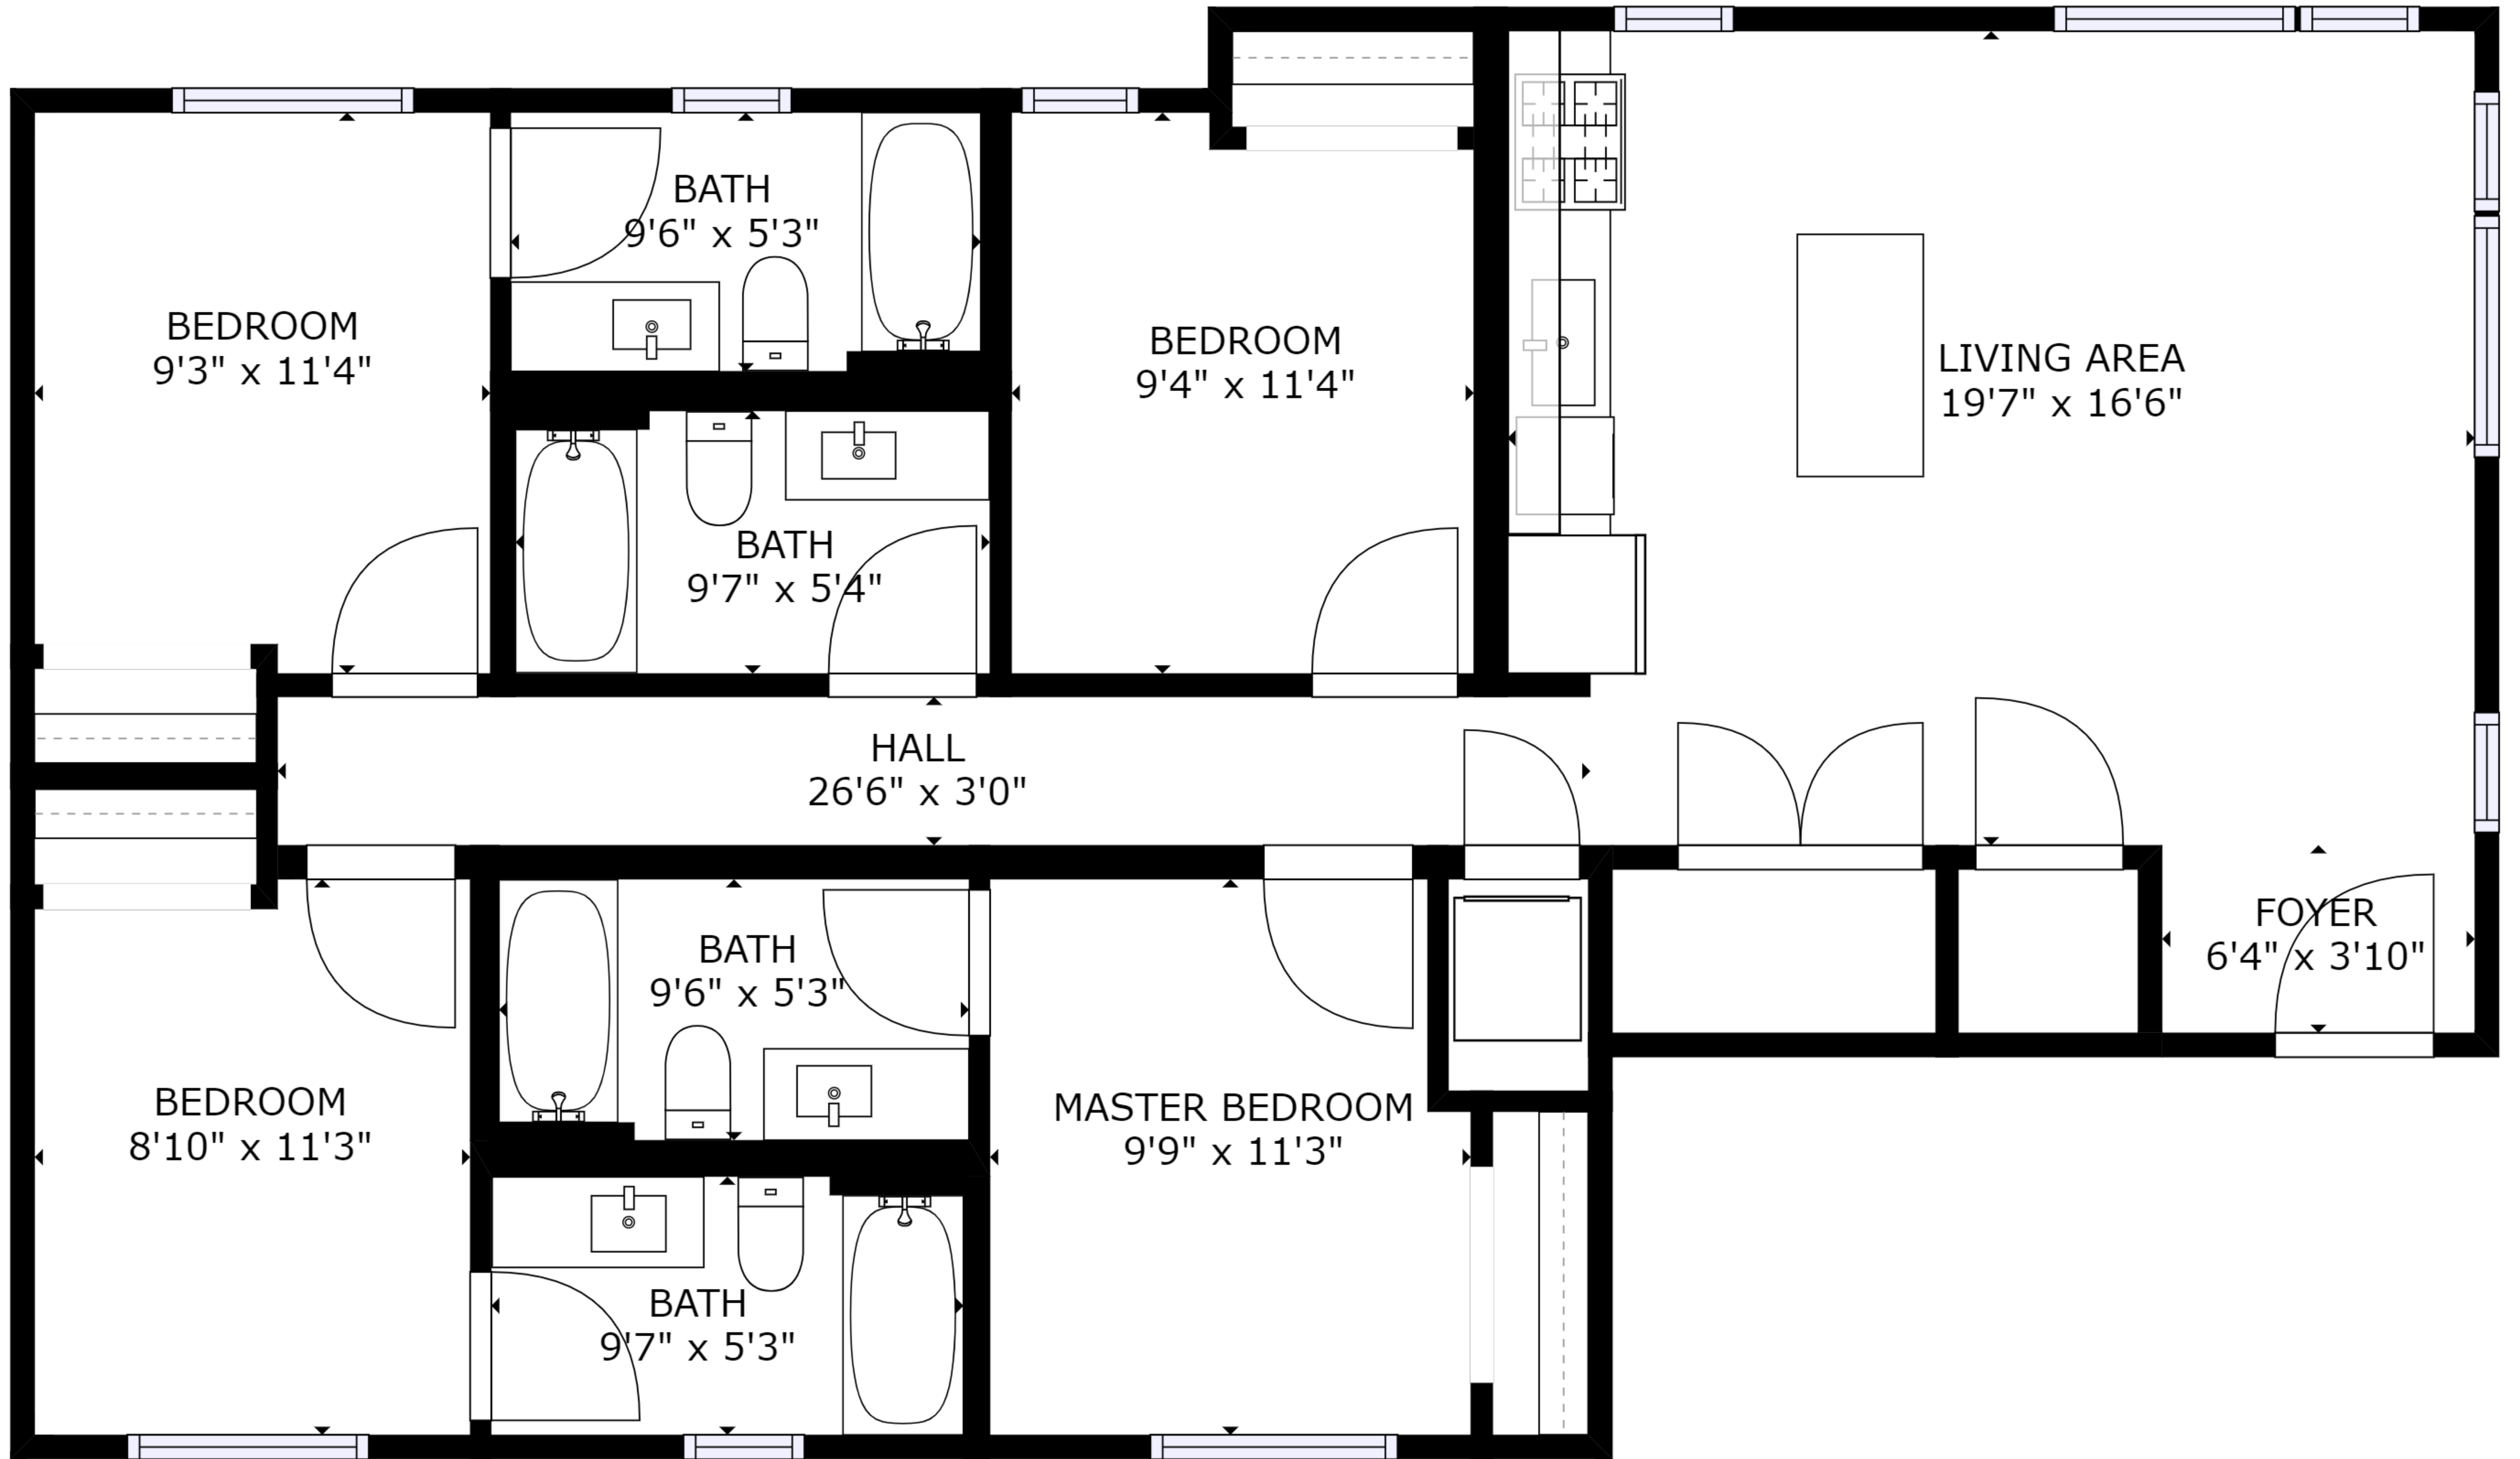 BATH
9'6" x 5'3"
BEDROOM
9'3" x 11'4"
BEDROOM
9'4" x 11'4"
LIVING AREA
19'7" x 16'6"
BATH
9'7" x 5'4"
HALL
26'6" x 3'0"
FOYER
6'4" x 3'10"
BATH
9'6" x 5'3"
BEDROOM
8'10" x 11'3"
MASTER BEDROOM
9'9" x 11'3"
BATH
9'7" x 5'3"